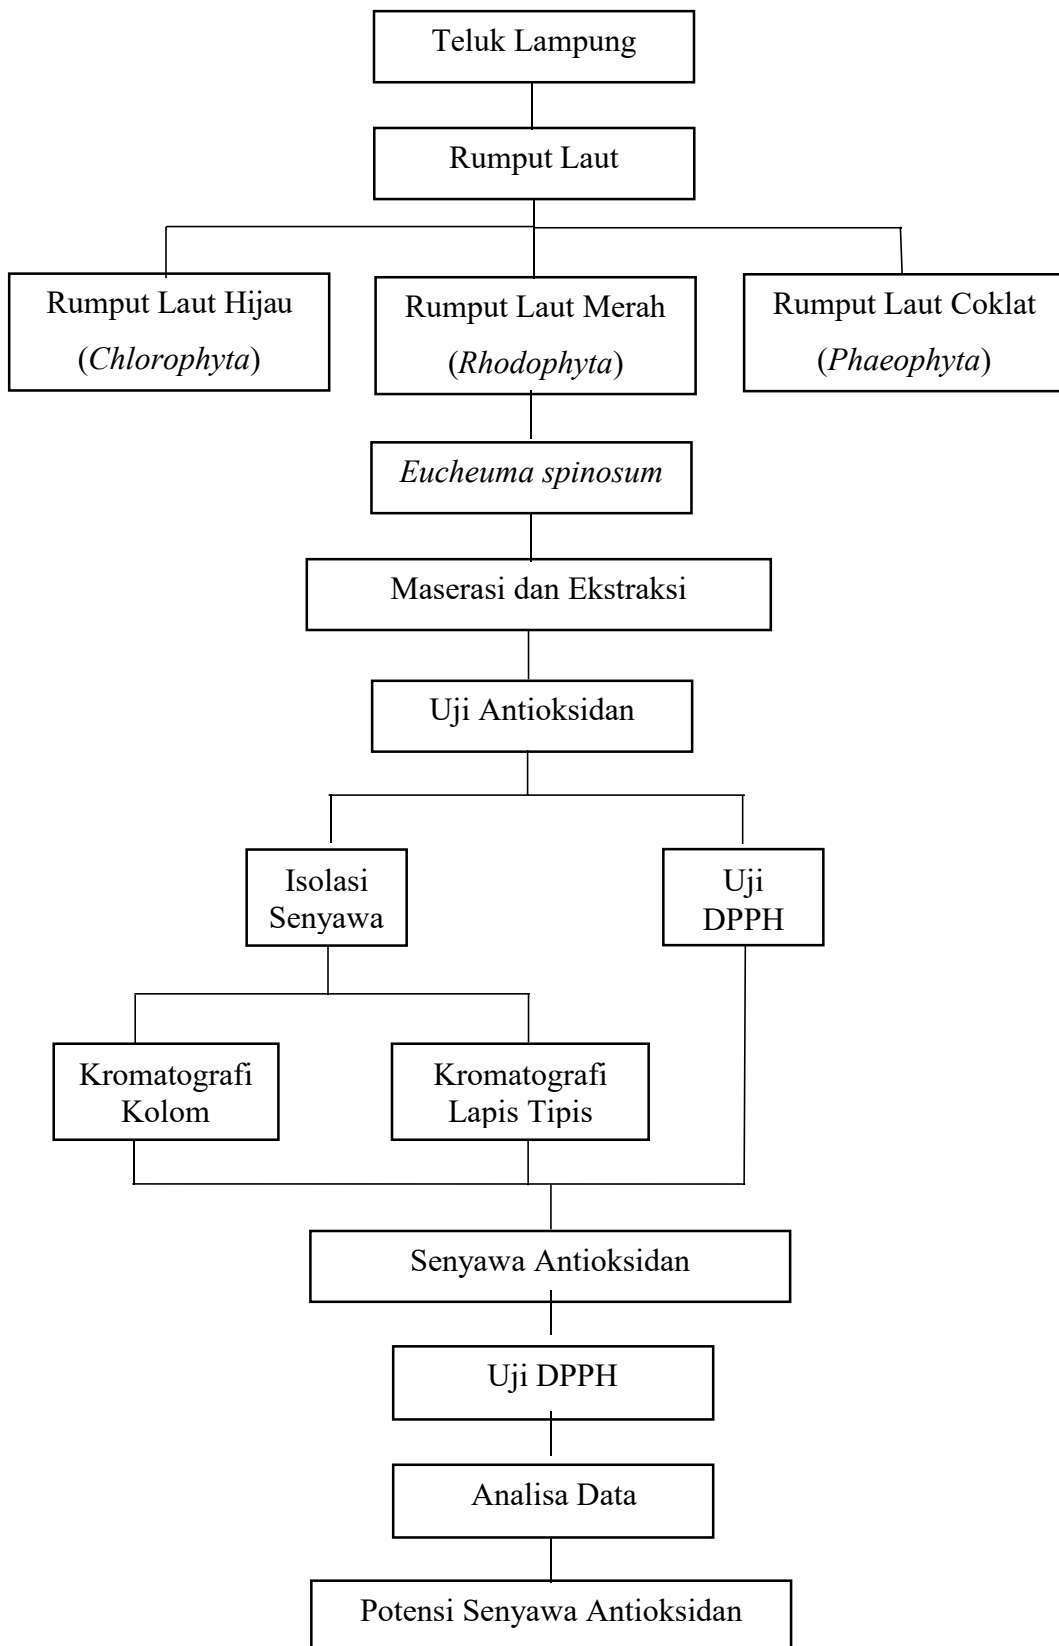 Teluk Lampung
Rumput Laut
Rumput Laut Hijau
(Chlorophyta)
Rumput Laut Merah
(Rhodophyta)
Rumput Laut Coklat
(Phaeophyta)
Eucheuma spinosum
Maserasi dan Ekstraksi
Uji Antioksidan
Isolasi
Senyawa
Uji
DPPH
Kromatografi
Kolom
Kromatografi
Lapis Tipis
Senyawa Antioksidan
Uji DPPH
Analisa Data
Potensi Senyawa Antioksidan